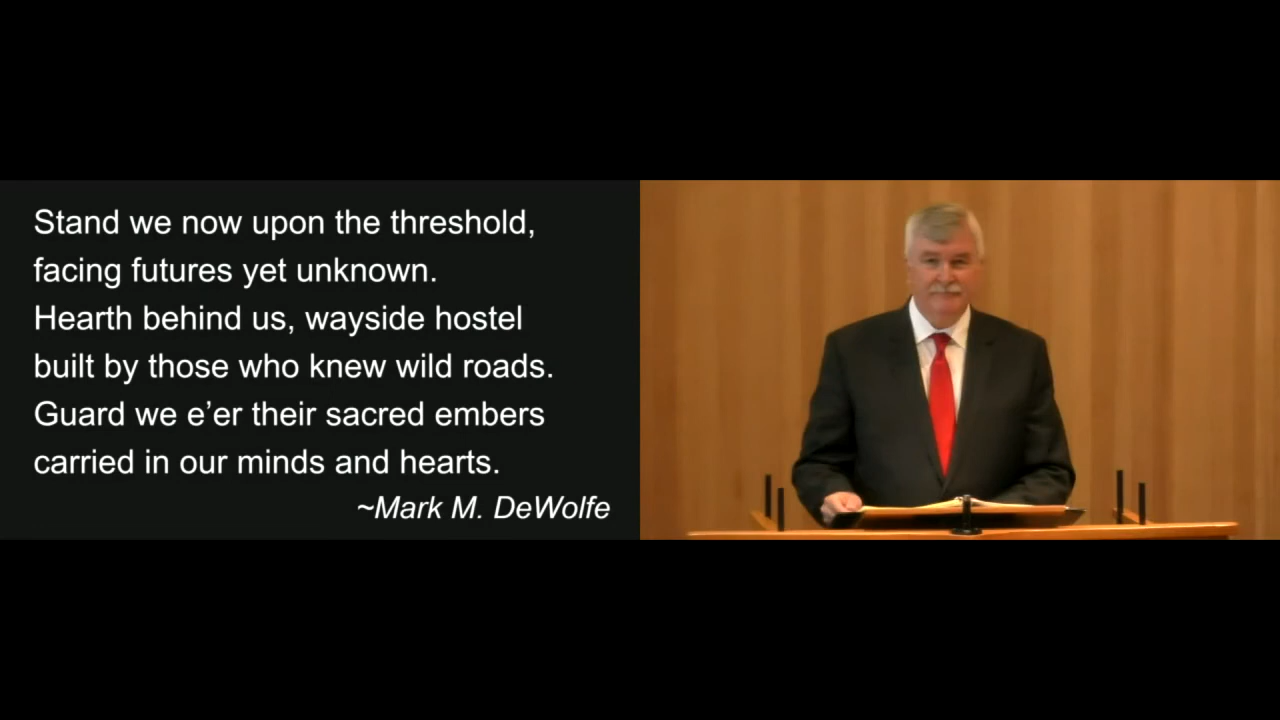 Stand we now upon the threshold,
facing futures yet unknown.
Hearth behind us, wayside hostel
built by those who knew wild roads.
Guard we e’er their sacred embers
carried in our minds and hearts.
~Mark M. DeWolfe